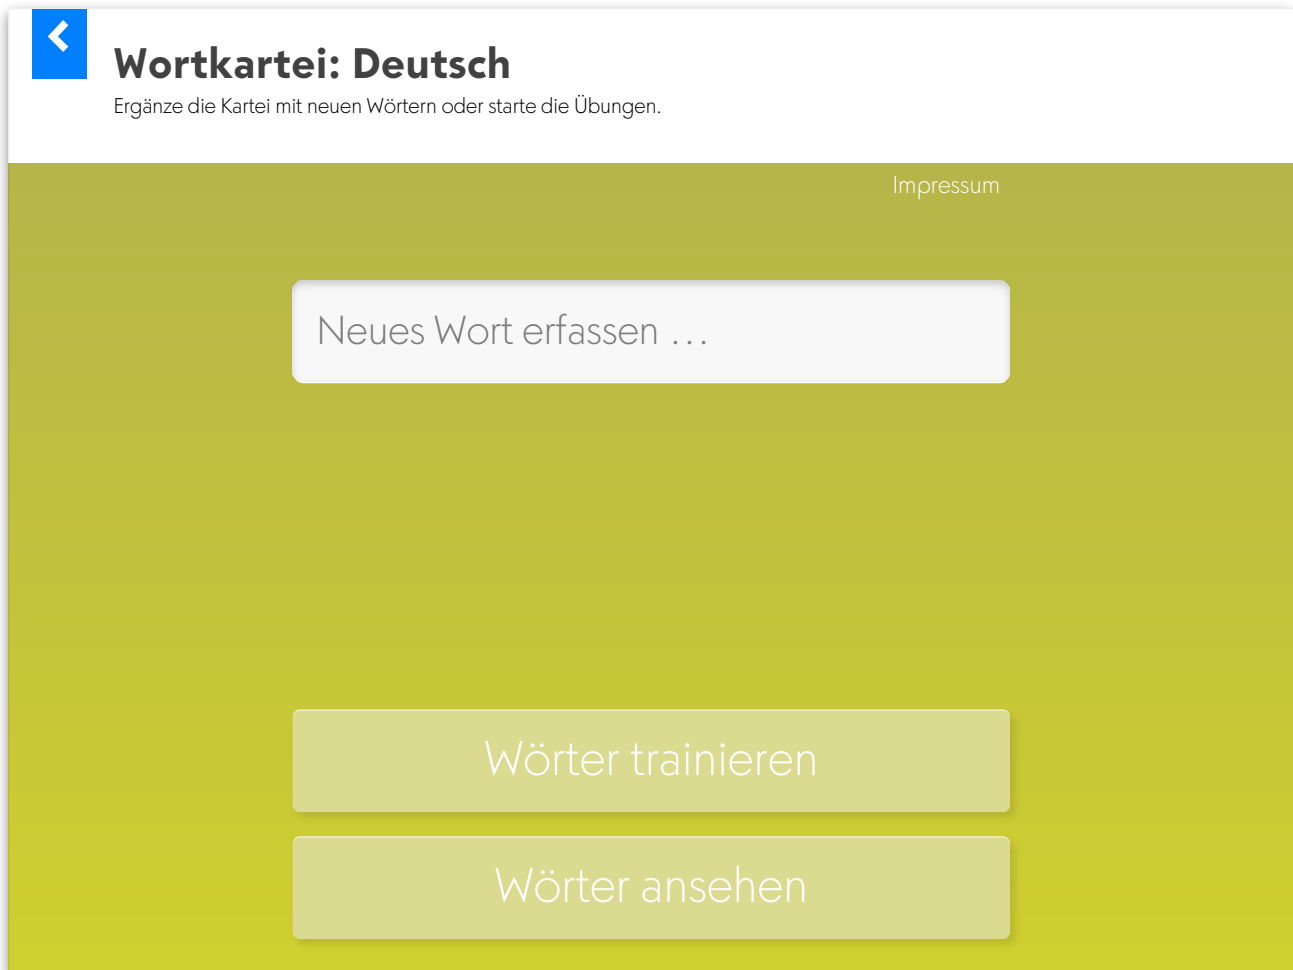 Wortkartei: Deutsch
Ergänze die Kartei mit neuen Wörtern oder starte die Übungen.
Impressum
Neues Wort erfassen …
Wörter trainieren
Wörter ansehen